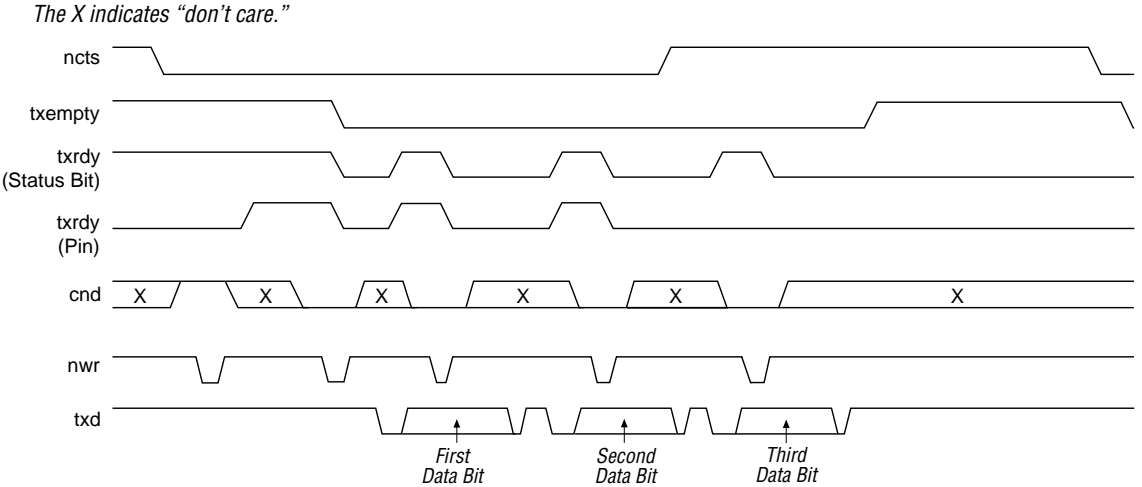 The X indicates “don’t care.”
ncts
txempty
txrdy
(Status Bit)
txrdy
(Pin)
cnd X X X X X X
nwr
txd
First
Data Bit
Second
Data Bit
Third
Data Bit